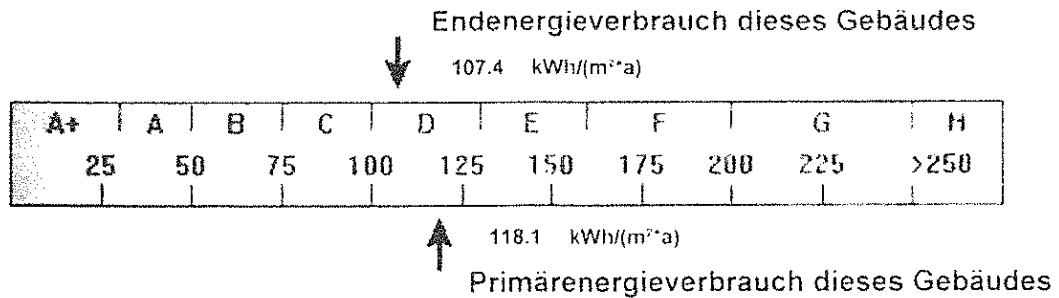 Endenergieverbrauch dieses Gebäudes
107.4 kWh/(m²*a)
A+ A B C D E F G H
25 50 75 100 125 150 175 200 225 >250
118.1 kWh/(m²*a)
Primärenergieverbrauch dieses Gebäudes